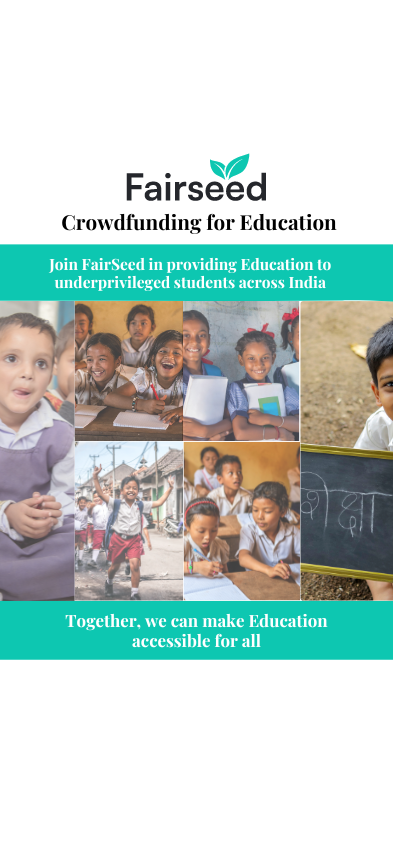 Fairseed
Crowdfunding for Education
Join FairSeed in providing Education to
underprivileged students across India
शिक्षा
Together, we can make Education
accessible for all